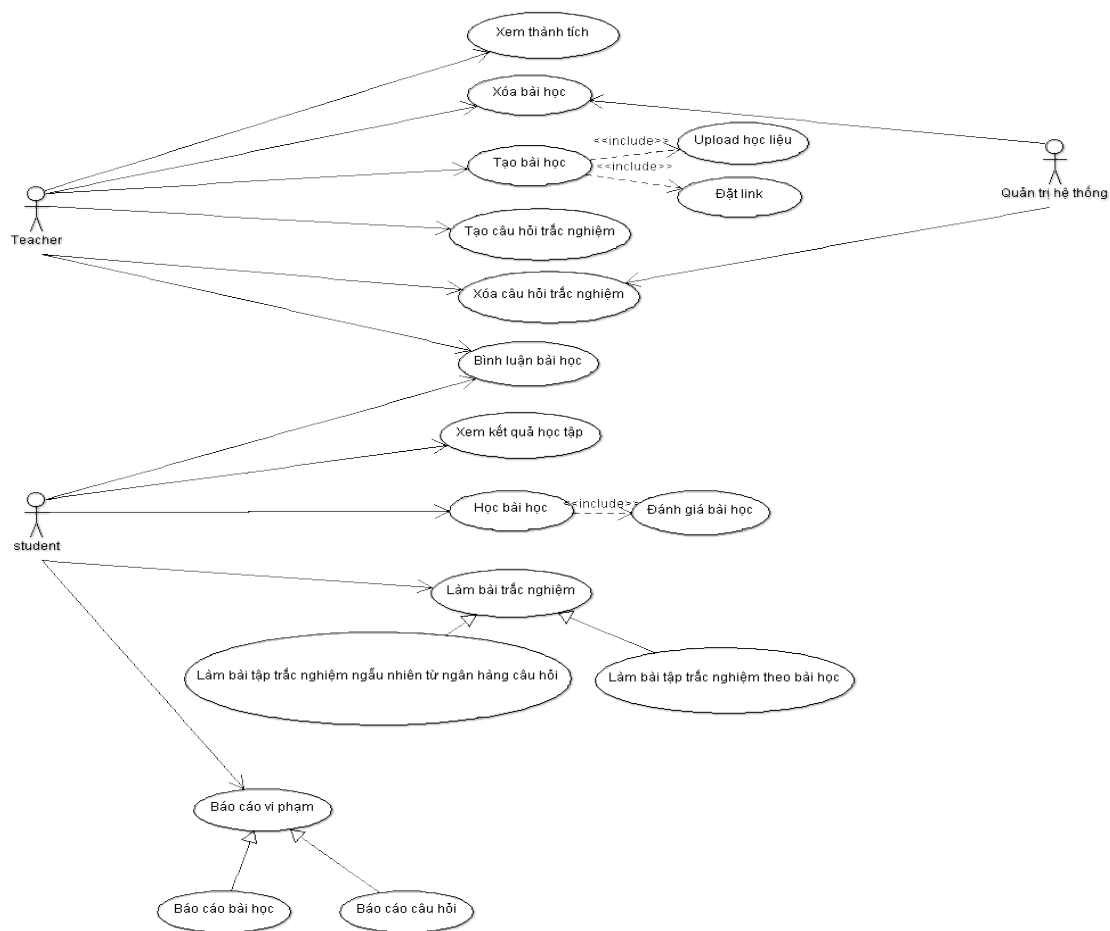 Xem thành tích
Xóa bài học
<<include>>
Upload học liệu
Tạo bài học
<<include>>
Đặt link
Quản trị hệ thống
Teacher
Tạo câu hỏi trắc nghiệm
Xóa câu hỏi trắc nghiệm
Bình luận bài học
Xem kết quả học tập
Học bài học
<<include>>
Đánh giá bài học
student
Làm bài trắc nghiệm
Làm bài tập trắc nghiệm ngẫu nhiên từ ngân hàng câu hỏi
Làm bài tập trắc nghiệm theo bài học
Báo cáo vi phạm
Báo cáo bài học
Báo cáo câu hỏi